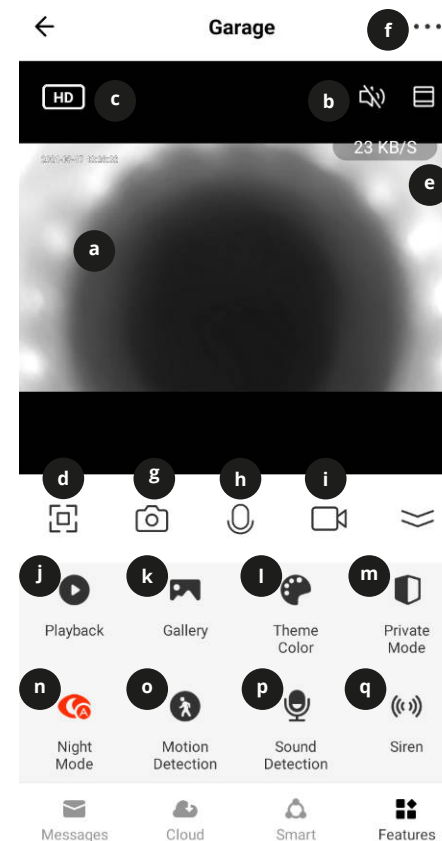 Garage
f
HD
c
b
23 KB/S
e
a
d
g
h
i
j
k
l
m
Playback
Gallery
Theme
Color
Private
Mode
n
o
p
q
A
Night
Mode
Motion
Detection
Sound
Detection
Siren
Messages
Cloud
Smart
Features